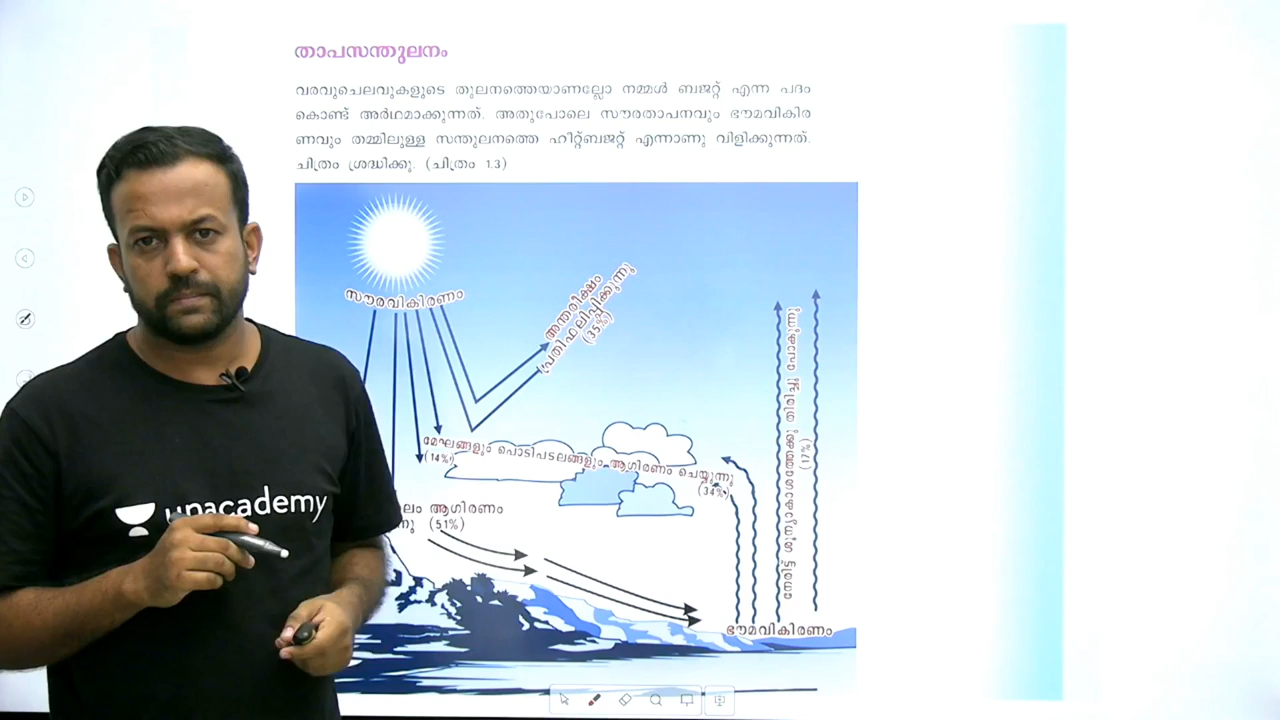 താപസന്തുലനം
വരവുചെലവുകളുടെ തുലനത്തെയാണല്ലോ നമ്മൾ ബജറ്റ് എന്ന പദം
കൊണ്ട് അർഥമാക്കുന്നത്. അതുപോലെ സൗരതാപനവും ഭൗമവികിര
ണവും തമ്മിലുള്ള സന്തുലനത്തെ ഹീറ്റ്ബജറ്റ് എന്നാണു വിളിക്കുന്നത്.
ചിത്രം ശ്രദ്ധിക്കൂ. (ചിത്രം 1.3)
സൗരവികിരണം
അന്തരീക്ഷം
പ്രതിഫലിപ്പിക്കുന്നു
(35%)
മേഘങ്ങളും പൊടിപടലങ്ങളും ആഗിരണം ചെയ്യുന്നു
(14%)
(34%)
നേരിട്ട് ശൂന്യാകാശത്തേക്കു തിരിച്ചു പോകുന്നു
(17%)
ലം ആഗിരണം
നു (51%)
ഭൗമവികിരണം
unacademy